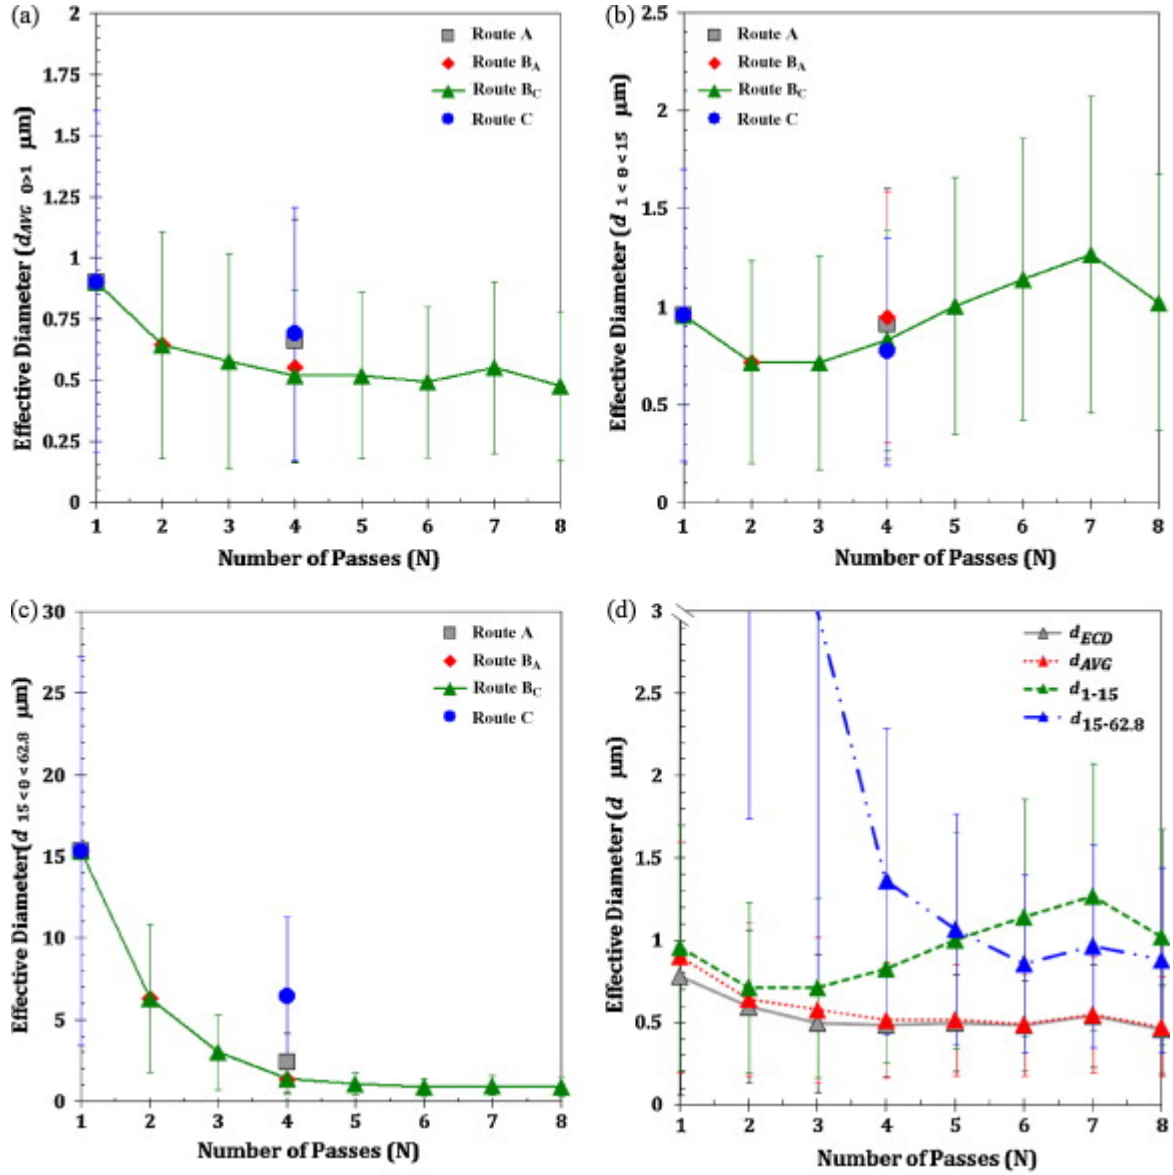 (a)
Effective Diameter (dAVG θ>1 μm)
2
1.75
1.5
1.25
1
0.75
0.5
0.25
0
1 2 3 4 5 6 7 8
Number of Passes (N)
Route A
Route BA
Route BC
Route C
(b)
Effective Diameter (d 1 < θ < 15 μm)
2.5
2
1.5
1
0.5
0
1 2 3 4 5 6 7 8
Number of Passes (N)
Route A
Route BA
Route BC
Route C
(c)
Effective Diameter(d 15 < θ < 62.8 μm)
30
25
20
15
10
5
0
1 2 3 4 5 6 7 8
Number of Passes (N)
Route A
Route BA
Route BC
Route C
(d)
Effective Diameter (d μm)
3
2.5
2
1.5
1
0.5
0
1 2 3 4 5 6 7 8
Number of Passes (N)
dECD
dAVG
d1-15
d15-62.8